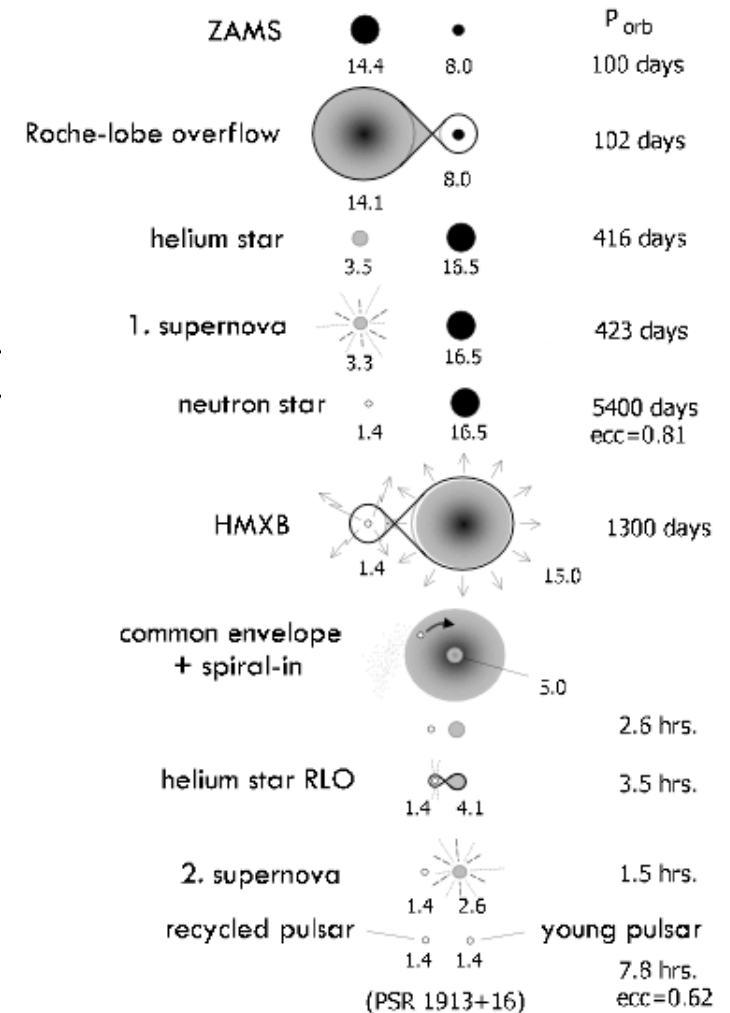 P orb
ZAMS
14.4 8.0 100 days
Roche-lobe overflow 102 days
8.0
14.1
helium star 416 days
3.5 16.5
1. supernova 423 days
3.3 16.5
neutron star 5400 days
1.4 16.5 ecc=0.81
HMXB 1300 days
1.4 15.0
common envelope
+ spiral-in
5.0
2.6 hrs.
helium star RLO 3.5 hrs.
1.4 4.1
2. supernova 1.5 hrs.
1.4 2.6
recycled pulsar young pulsar
1.4 1.4
7.8 hrs.
(PSR 1913+16) ecc=0.62